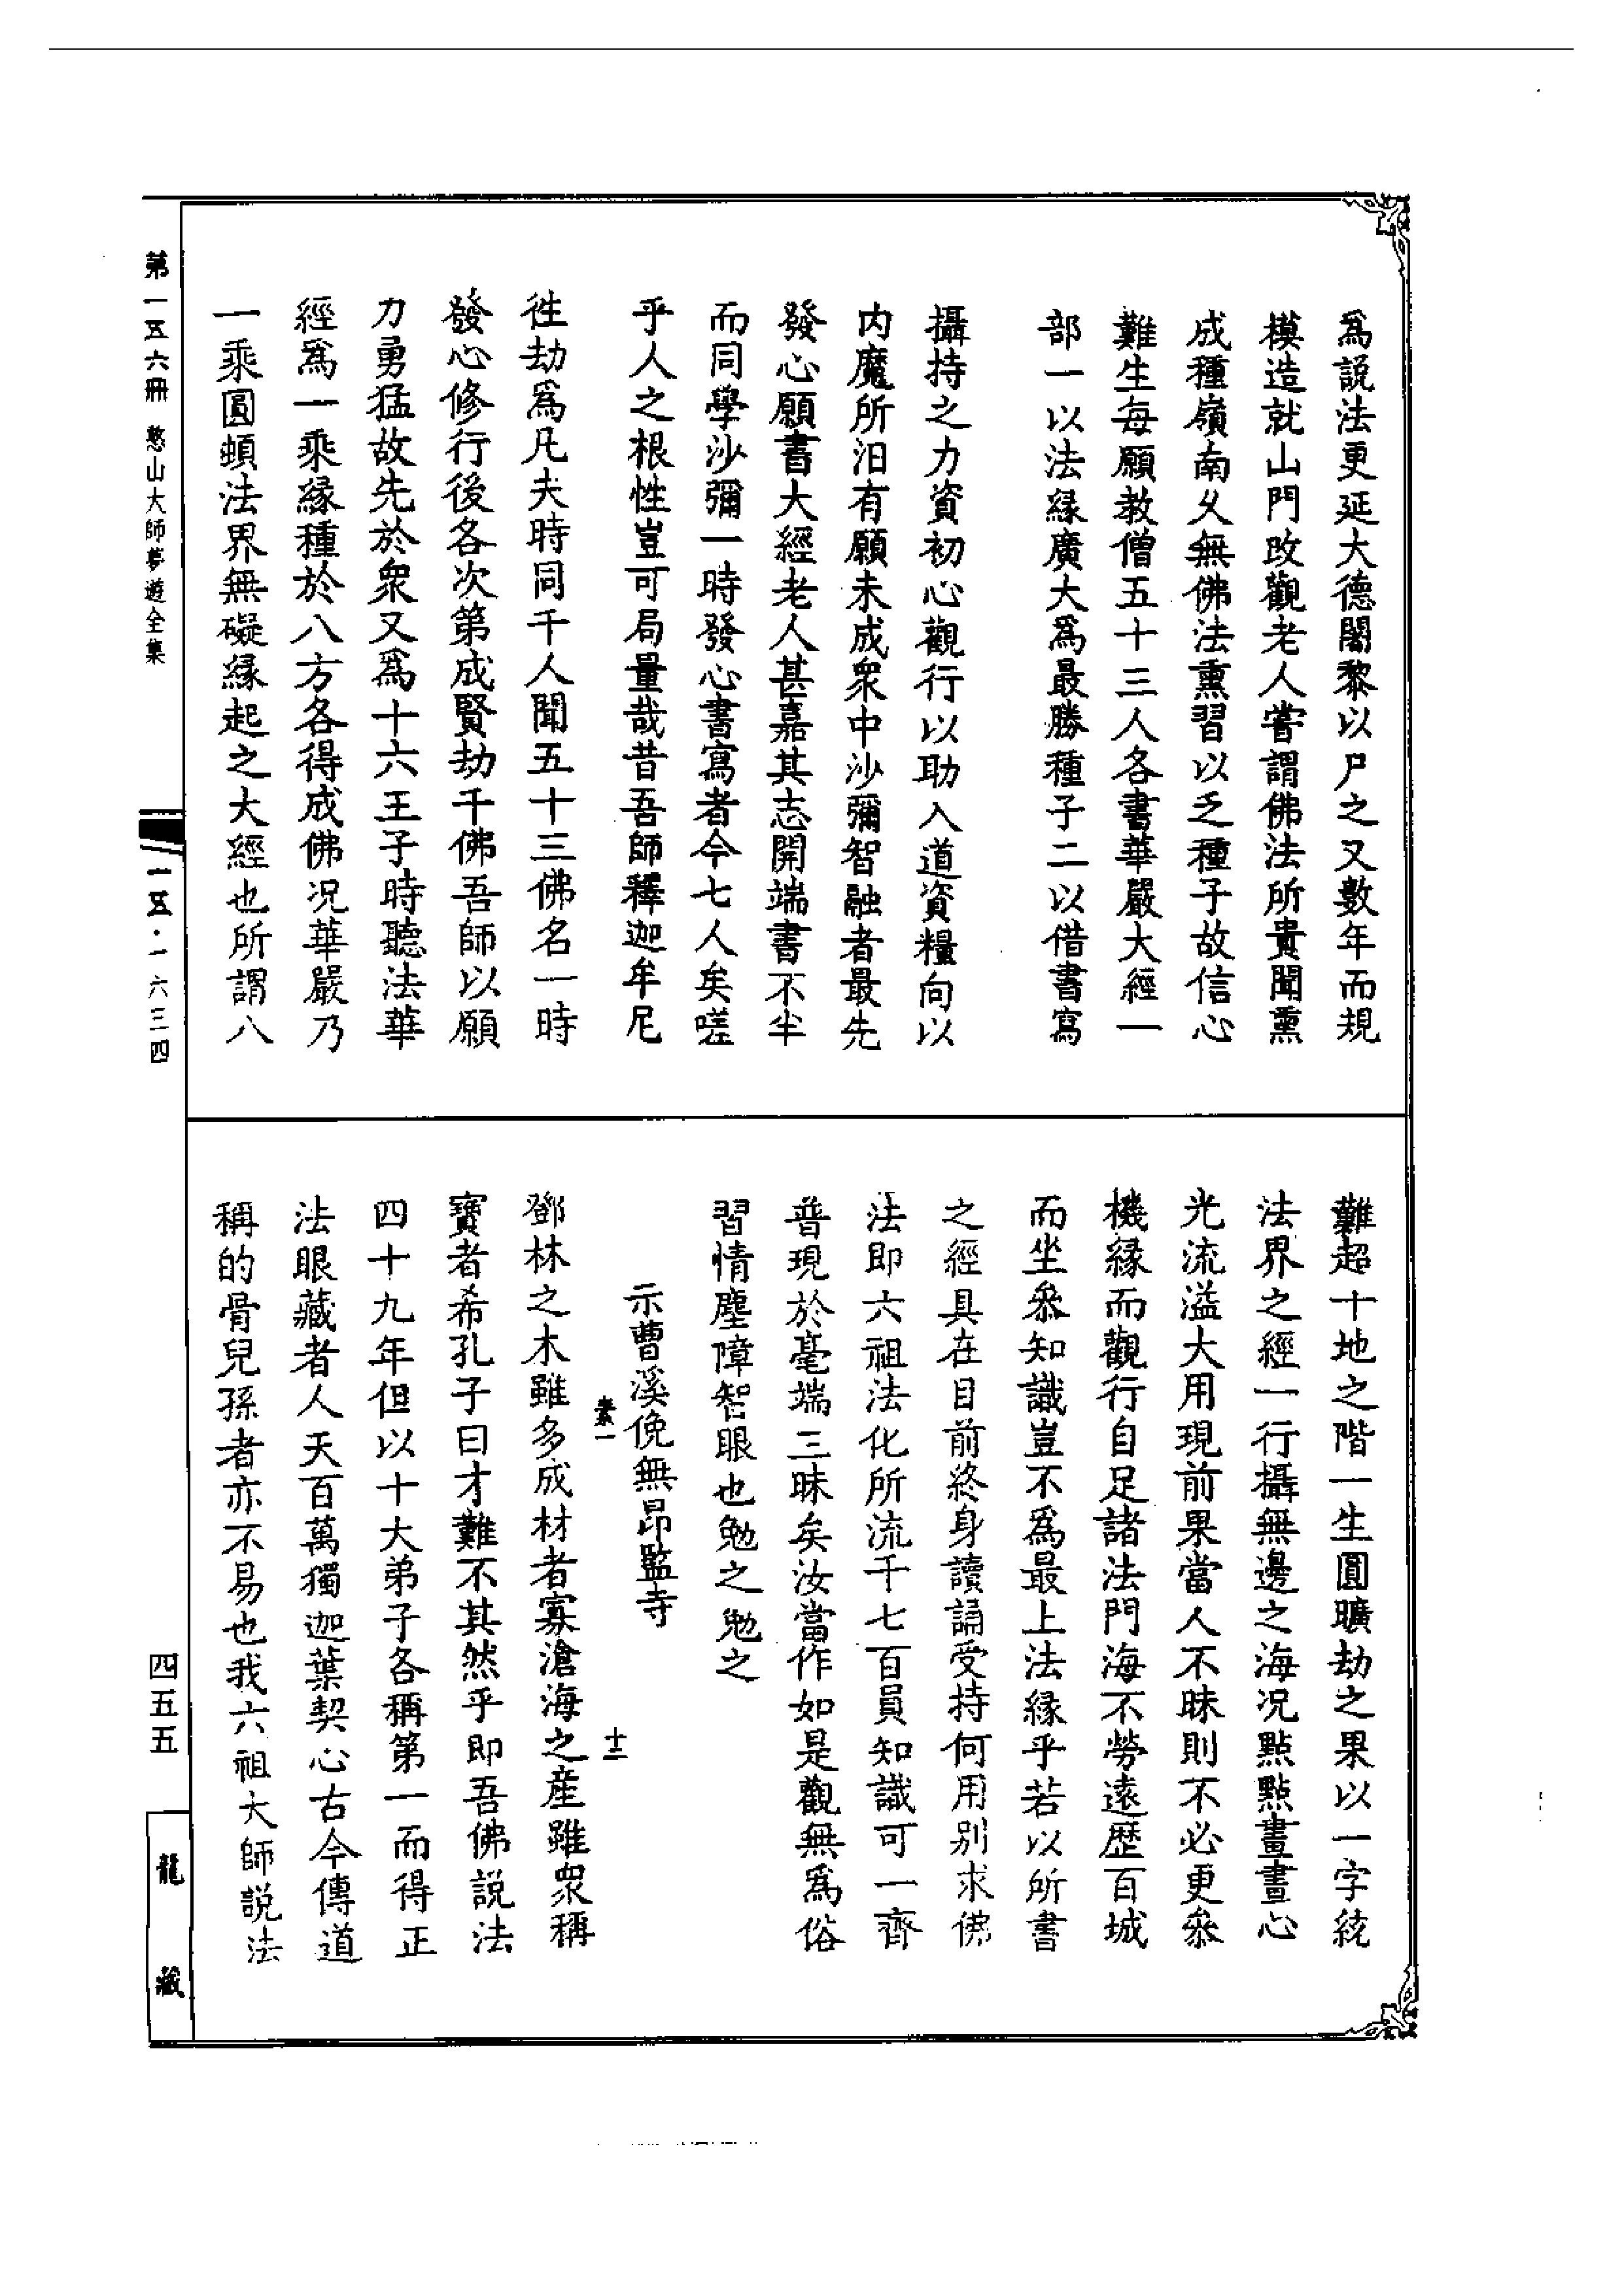 爲説法更延大德闍黎以尸之又數年而規
模造就山門改觀老人嘗謂佛法所貴聞熏
成種嶺南久無佛法熏習以乏種子故信心
難生每願教僧五十三人各書華嚴大經一
部一以法緣廣大爲最勝種子二以借書寫
攝持之力資初心觀行以助入道資糧向以
内魔所汨有願未成衆中沙彌智融者最先
發心願書大經老人甚嘉其志開端書不半
而同學沙彌一時發心書寫者今七人矣嗟
乎人之根性豈可局量哉昔吾師釋迦牟尼
徃劫爲凡夫時同千人聞五十三佛名一時
發心修行後各次第成賢劫千佛吾師以願
力勇猛故先於衆又爲十六王子時聽法華
經爲一乘緣種於八方各得成佛况華嚴乃
一乘圓頓法界無礙緣起之大經也所謂八
難超十地之階一生圓曠劫之果以一字統
法界之經一行攝無邊之海况點點畫畫心
光流溢大用現前果當人不昧則不必更叅
機緣而觀行自足諸法門海不勞遠歷百城
而坐叅知識豈不爲最上法緣乎若以所書
之經具在目前終身讀誦受持何用别求佛
法即六祖法化所流千七百員知識可一齊
普現於毫端三昧矣汝當作如是觀無爲俗
習情塵障智眼也勉之勉之
示曹溪俛無昂監寺
素一
十二
鄧林之木雖多成材者寡滄海之産雖衆稱
寶者希孔子曰才難不其然乎即吾佛説法
四十九年但以十大弟子各稱第一而得正
法眼藏者人天百萬獨迦葉契心古今傳道
稱的骨兒孫者亦不易也我六祖大師説法
第一五六冊 憨山大師夢遊全集
一五·一六三四
四五五
龍藏